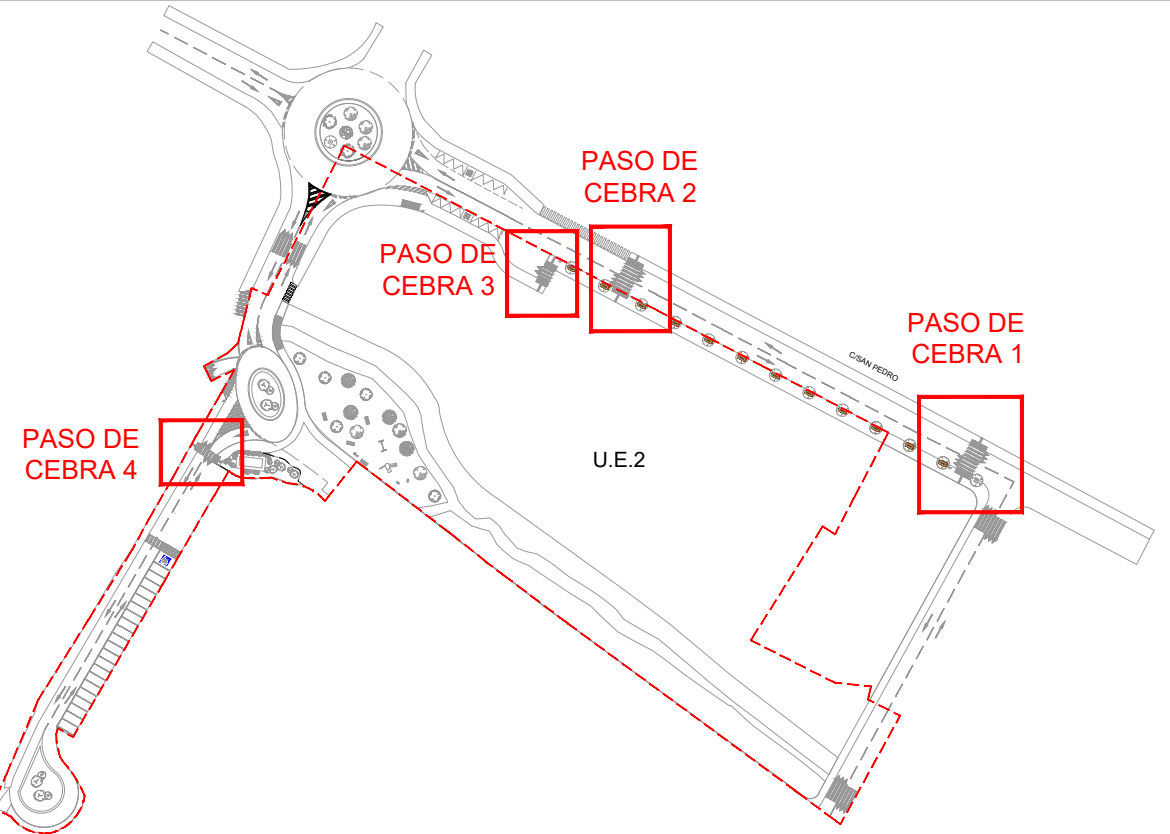 PASO DE
CEBRA 2
PASO DE
CEBRA 3
PASO DE
CEBRA 1
C/SAN PEDRO
PASO DE
CEBRA 4
U.E.2